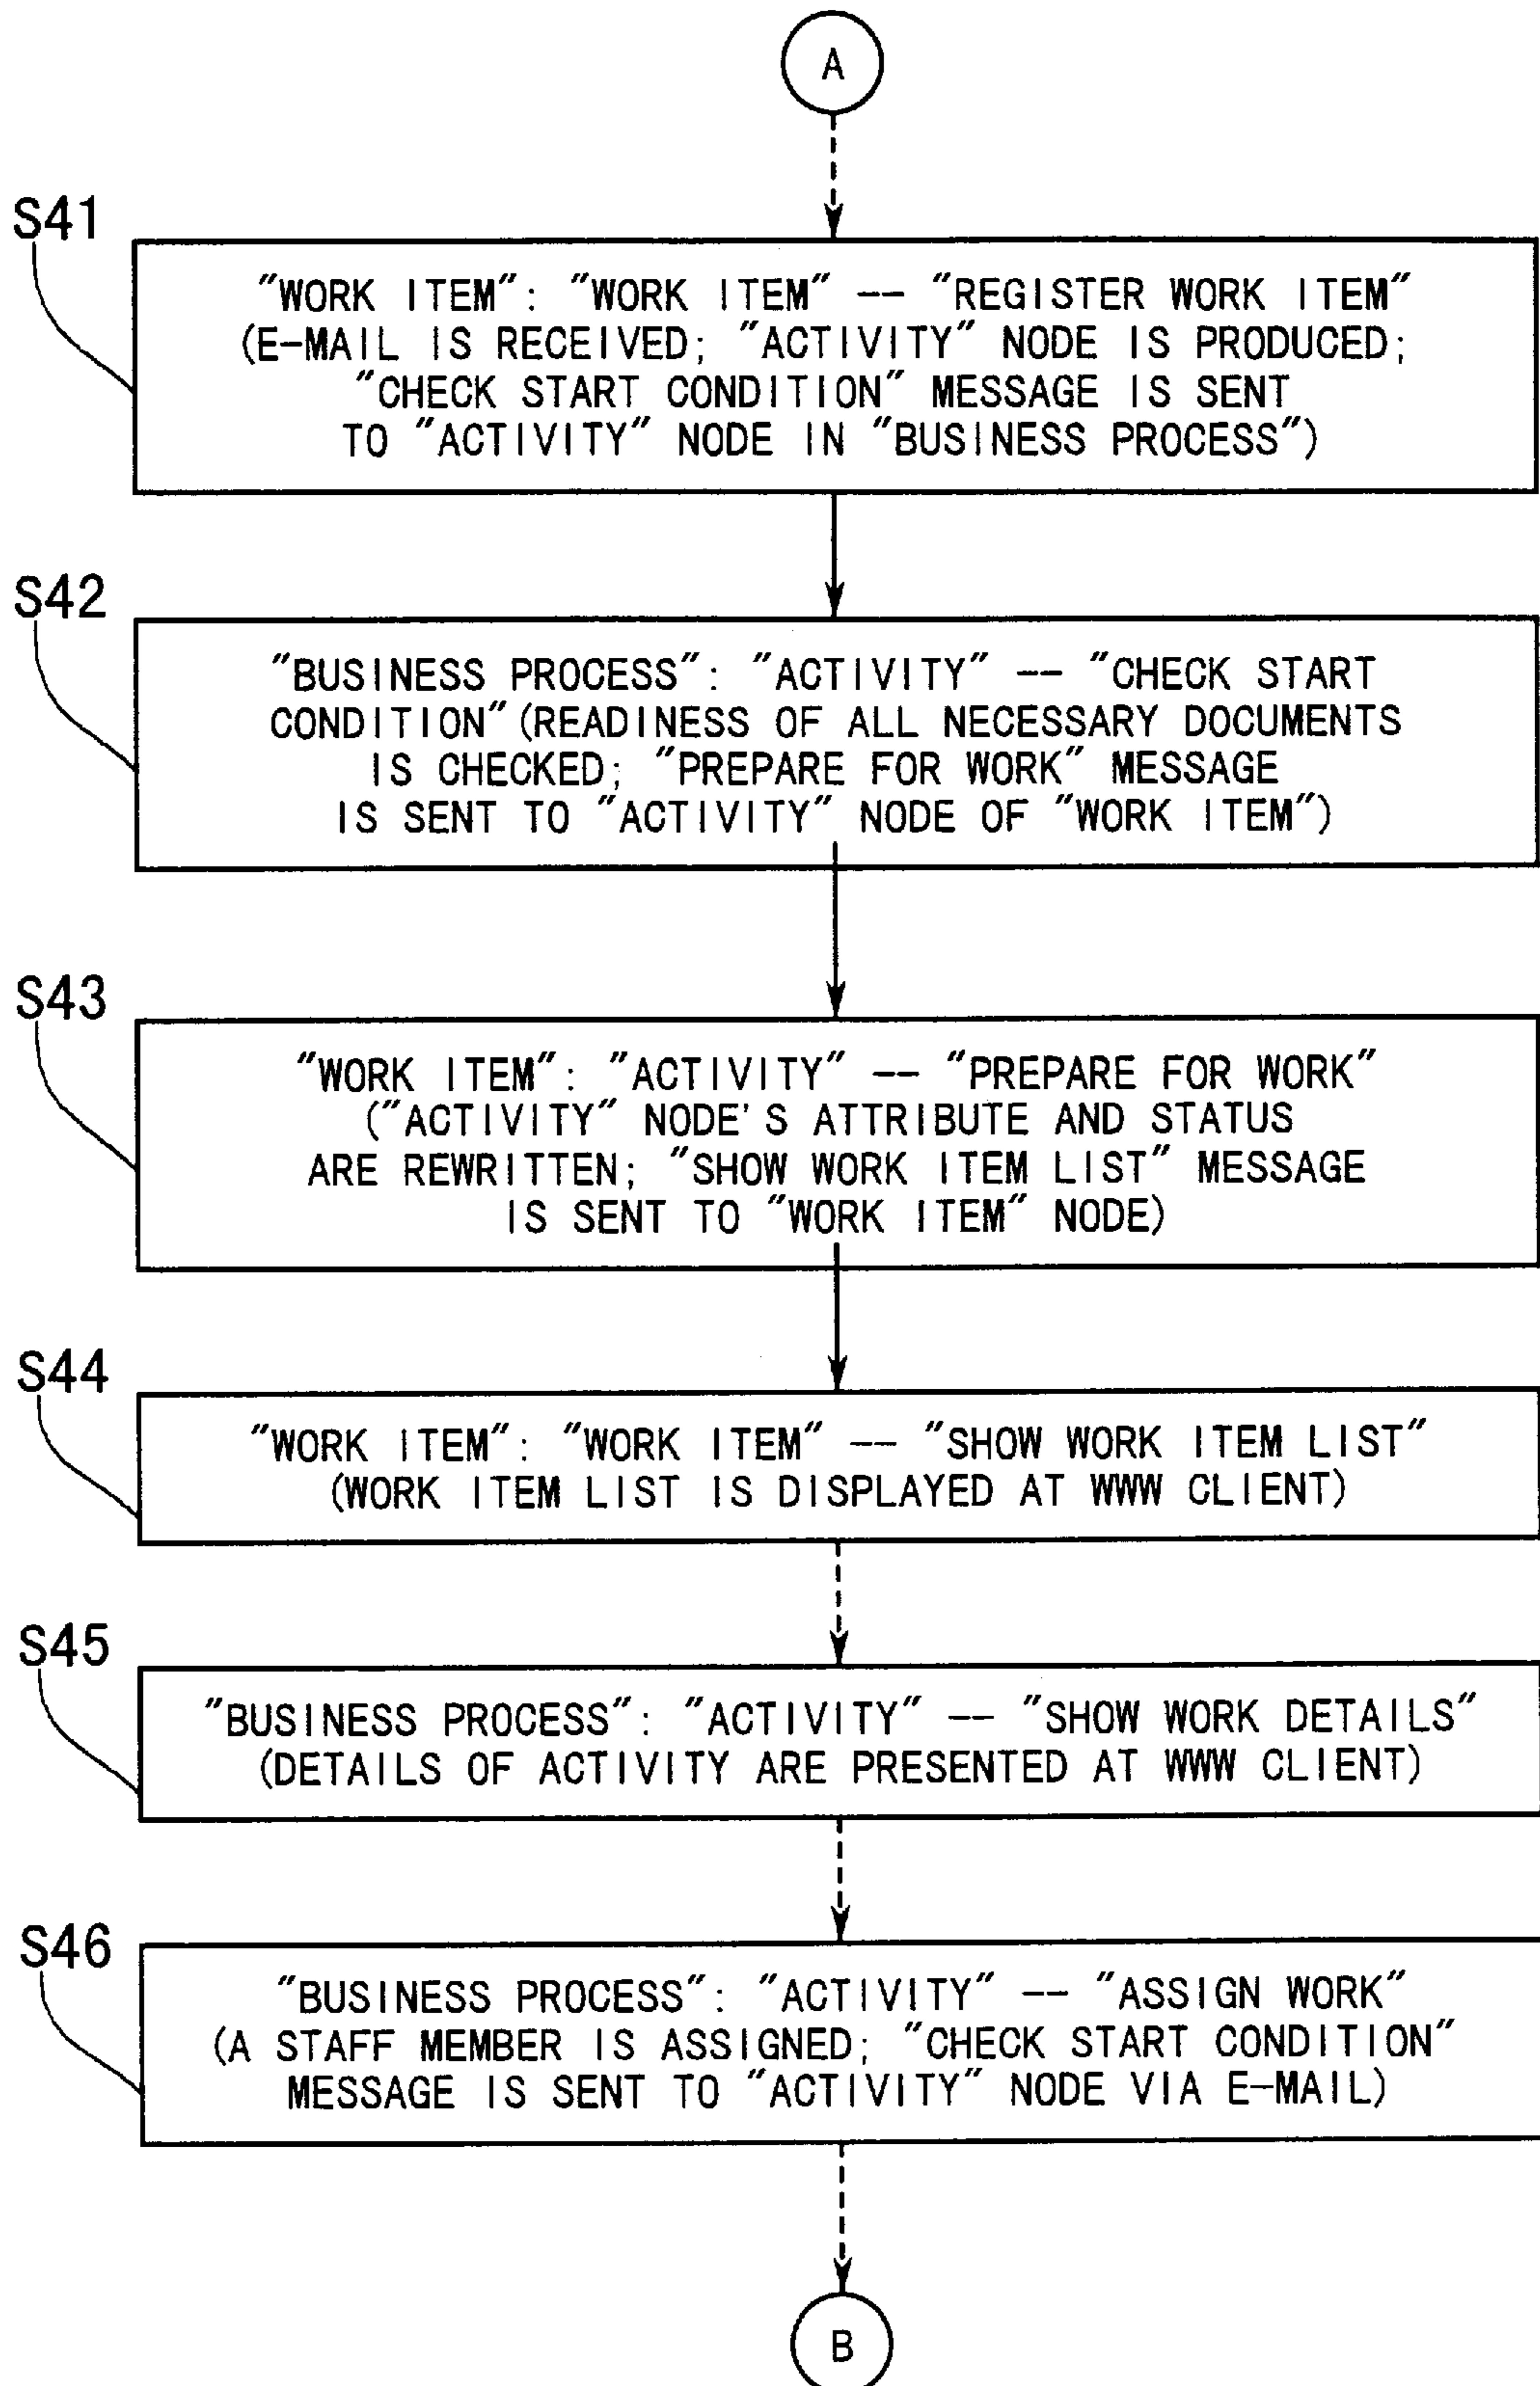 A
S41
"WORK ITEM": "WORK ITEM" -- "REGISTER WORK ITEM"
(E-MAIL IS RECEIVED; "ACTIVITY" NODE IS PRODUCED;
"CHECK START CONDITION" MESSAGE IS SENT
TO "ACTIVITY" NODE IN "BUSINESS PROCESS")
S42
"BUSINESS PROCESS": "ACTIVITY" -- "CHECK START
CONDITION" (READINESS OF ALL NECESSARY DOCUMENTS
IS CHECKED; "PREPARE FOR WORK" MESSAGE
IS SENT TO "ACTIVITY" NODE OF "WORK ITEM")
S43
"WORK ITEM": "ACTIVITY" -- "PREPARE FOR WORK"
("ACTIVITY" NODE'S ATTRIBUTE AND STATUS
ARE REWRITTEN; "SHOW WORK ITEM LIST" MESSAGE
IS SENT TO "WORK ITEM" NODE)
S44
"WORK ITEM": "WORK ITEM" -- "SHOW WORK ITEM LIST"
(WORK ITEM LIST IS DISPLAYED AT WWW CLIENT)
S45
"BUSINESS PROCESS": "ACTIVITY" -- "SHOW WORK DETAILS"
(DETAILS OF ACTIVITY ARE PRESENTED AT WWW CLIENT)
S46
"BUSINESS PROCESS": "ACTIVITY" -- "ASSIGN WORK"
(A STAFF MEMBER IS ASSIGNED; "CHECK START CONDITION"
MESSAGE IS SENT TO "ACTIVITY" NODE VIA E-MAIL)
B